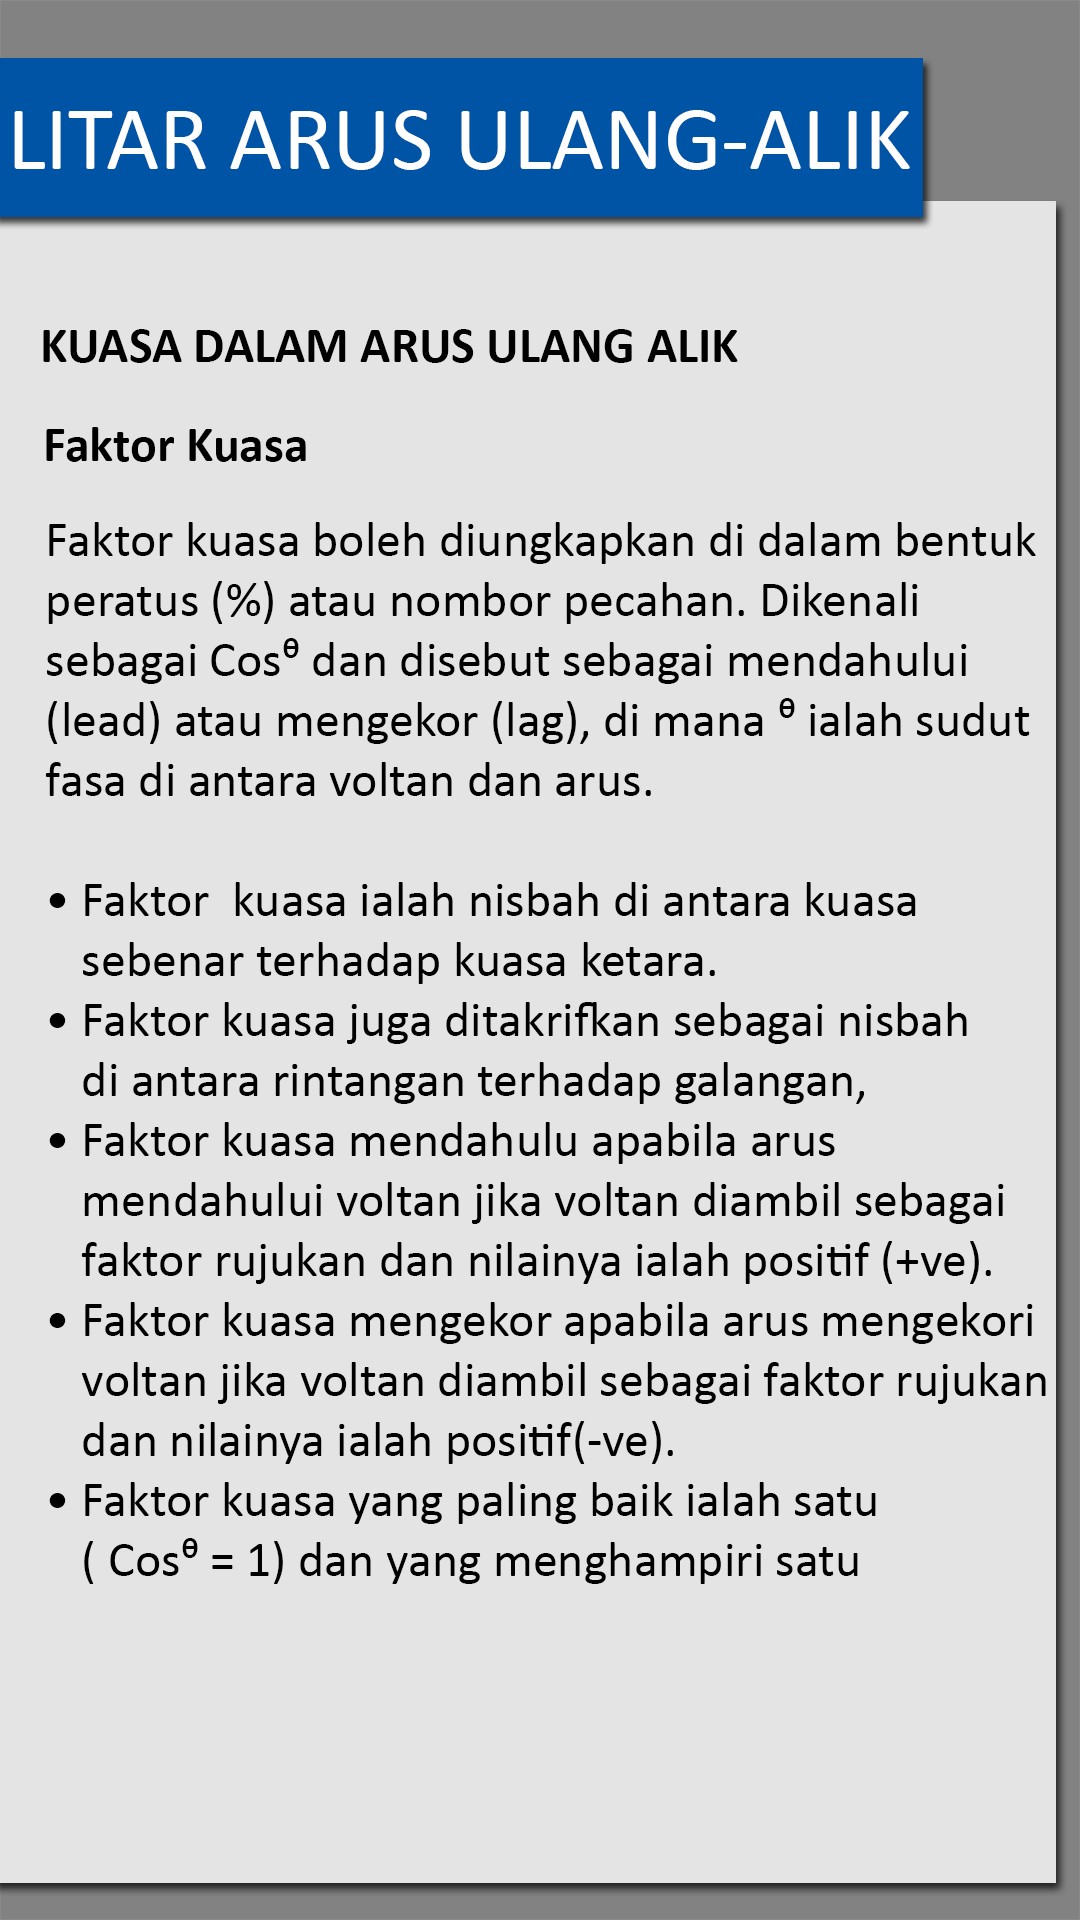 LITAR ARUS ULANG-ALIK
KUASA DALAM ARUS ULANG ALIK
Faktor Kuasa
Faktor kuasa boleh diungkapkan di dalam bentuk
peratus (%) atau nombor pecahan. Dikenali
sebagai Cos^θ dan disebut sebagai mendahului
(lead) atau mengekor (lag), di mana ^θ ialah sudut
fasa di antara voltan dan arus.
• Faktor  kuasa ialah nisbah di antara kuasa
sebenar terhadap kuasa ketara.
• Faktor kuasa juga ditakrifkan sebagai nisbah
di antara rintangan terhadap galangan,
• Faktor kuasa mendahulu apabila arus
mendahului voltan jika voltan diambil sebagai
faktor rujukan dan nilainya ialah positif (+ve).
• Faktor kuasa mengekor apabila arus mengekori
voltan jika voltan diambil sebagai faktor rujukan
dan nilainya ialah positif(-ve).
• Faktor kuasa yang paling baik ialah satu
( Cos^θ = 1) dan yang menghampiri satu